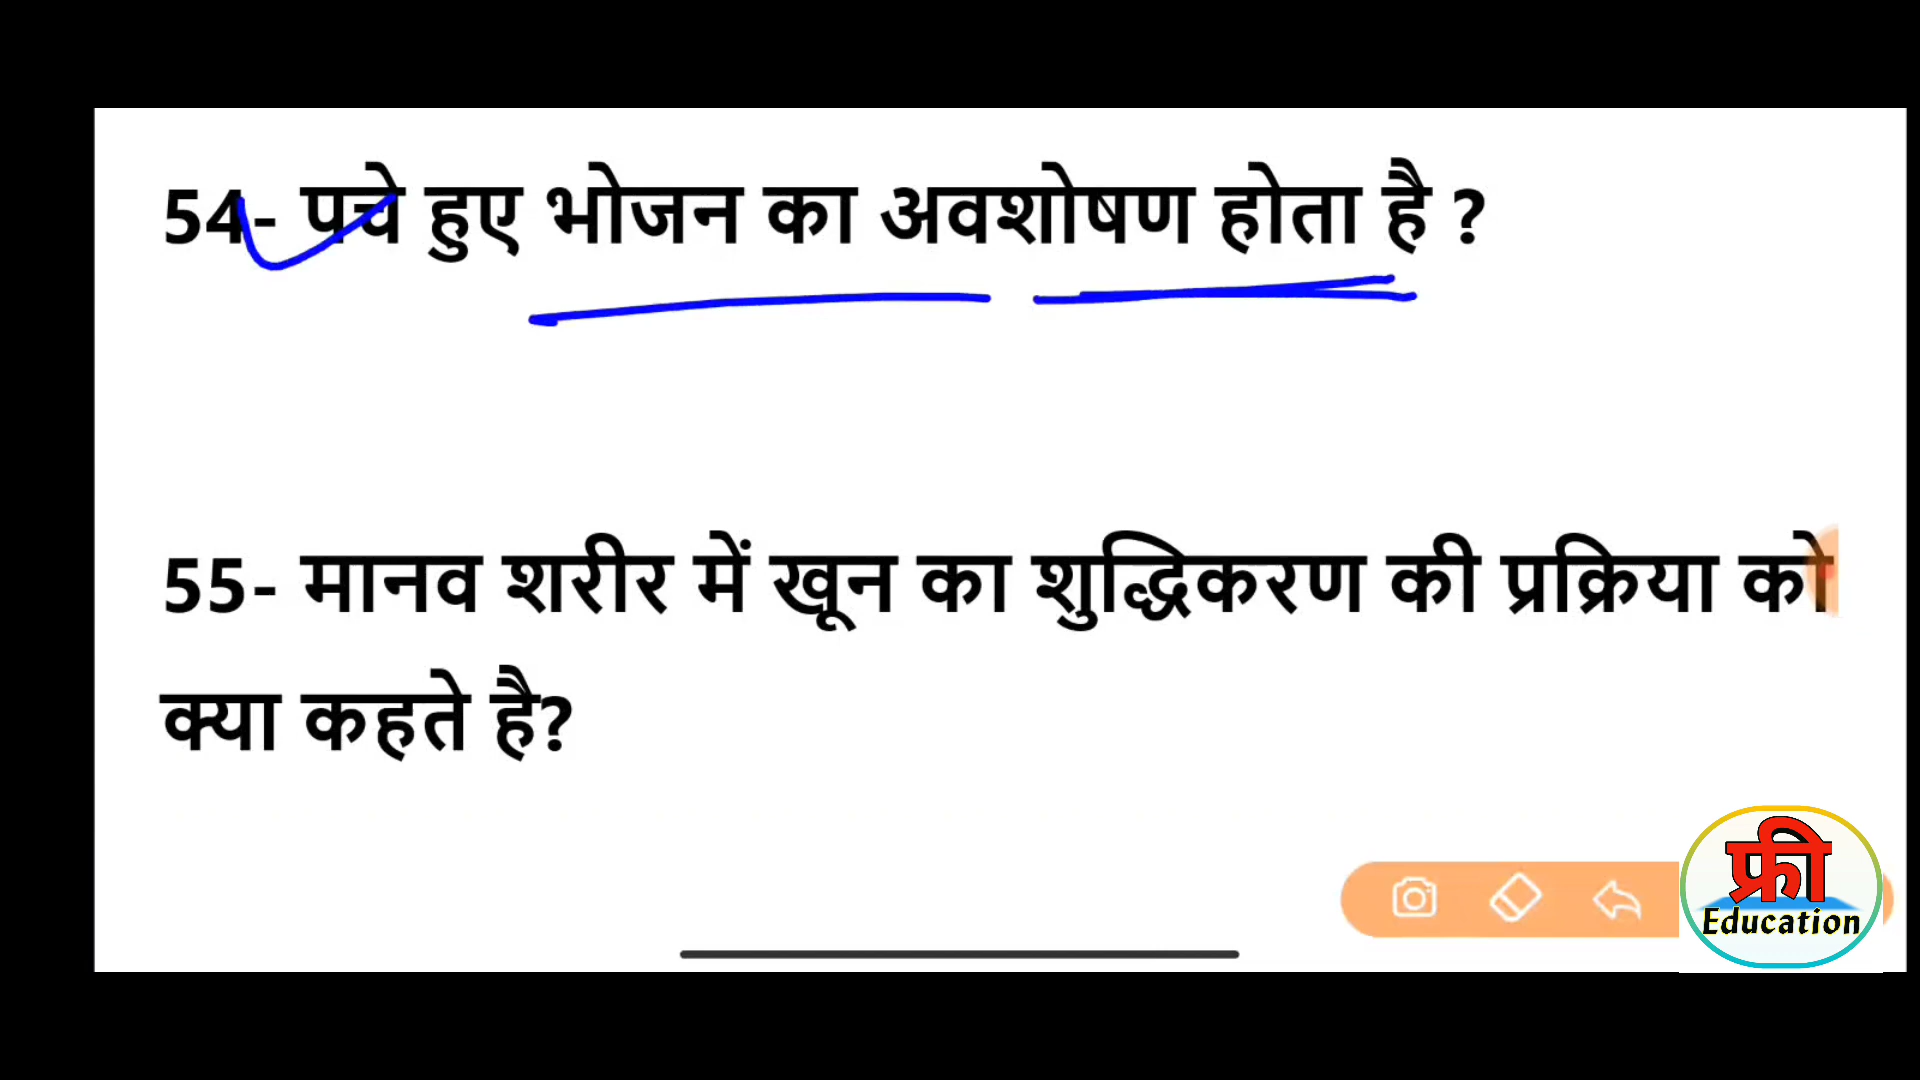 54- पचे हुए भोजन का अवशोषण होता है ?
55- मानव शरीर में खून का शुद्धिकरण की प्रक्रिया को
क्या कहते है?
फ्री
Education